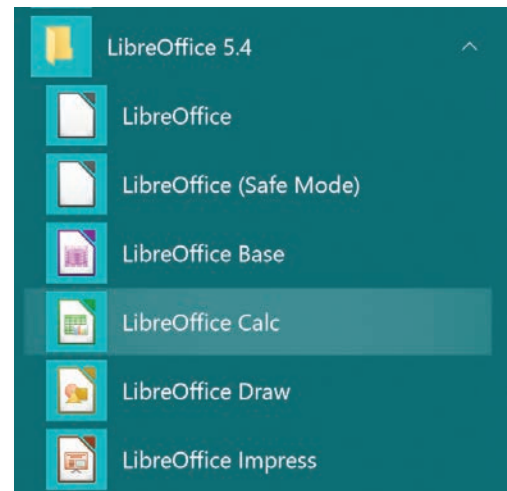 LibreOffice 5.4
LibreOffice
LibreOffice (Safe Mode)
LibreOffice Base
LibreOffice Calc
LibreOffice Draw
LibreOffice Impress